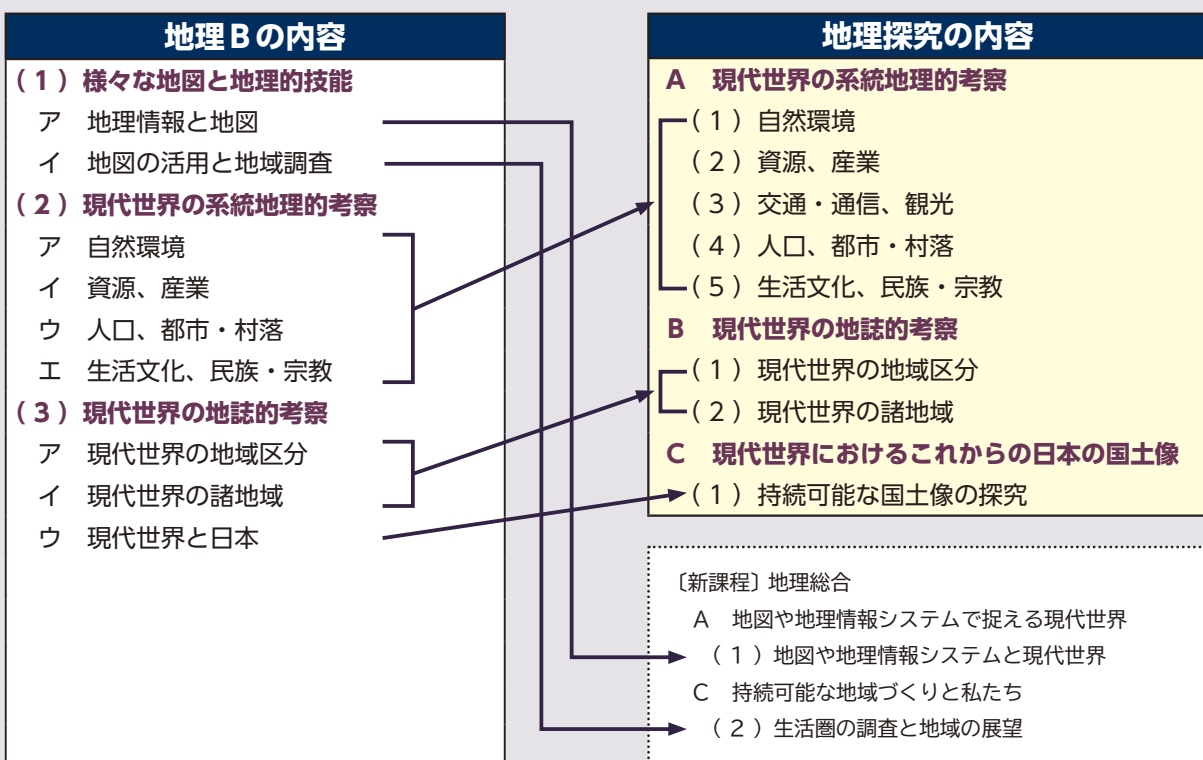 地理Bの内容
(1)様々な地図と地理的技能
ア 地理情報と地図
イ 地図の活用と地域調査
(2)現代世界の系統地理的考察
ア 自然環境
イ 資源、産業
ウ 人口、都市・村落
エ 生活文化、民族・宗教
(3)現代世界の地誌的考察
ア 現代世界の地域区分
イ 現代世界の諸地域
ウ 現代世界と日本
地理探究の内容
A 現代世界の系統地理的考察
(1)自然環境
(2)資源、産業
(3)交通・通信、観光
(4)人口、都市・村落
(5)生活文化、民族・宗教
B 現代世界の地誌的考察
(1)現代世界の地域区分
(2)現代世界の諸地域
C 現代世界におけるこれからの日本の国土像
(1)持続可能な国土像の探究
〔新課程〕地理総合
A 地図や地理情報システムで捉える現代世界
(1)地図や地理情報システムと現代世界
C 持続可能な地域づくりと私たち
(2)生活圏の調査と地域の展望